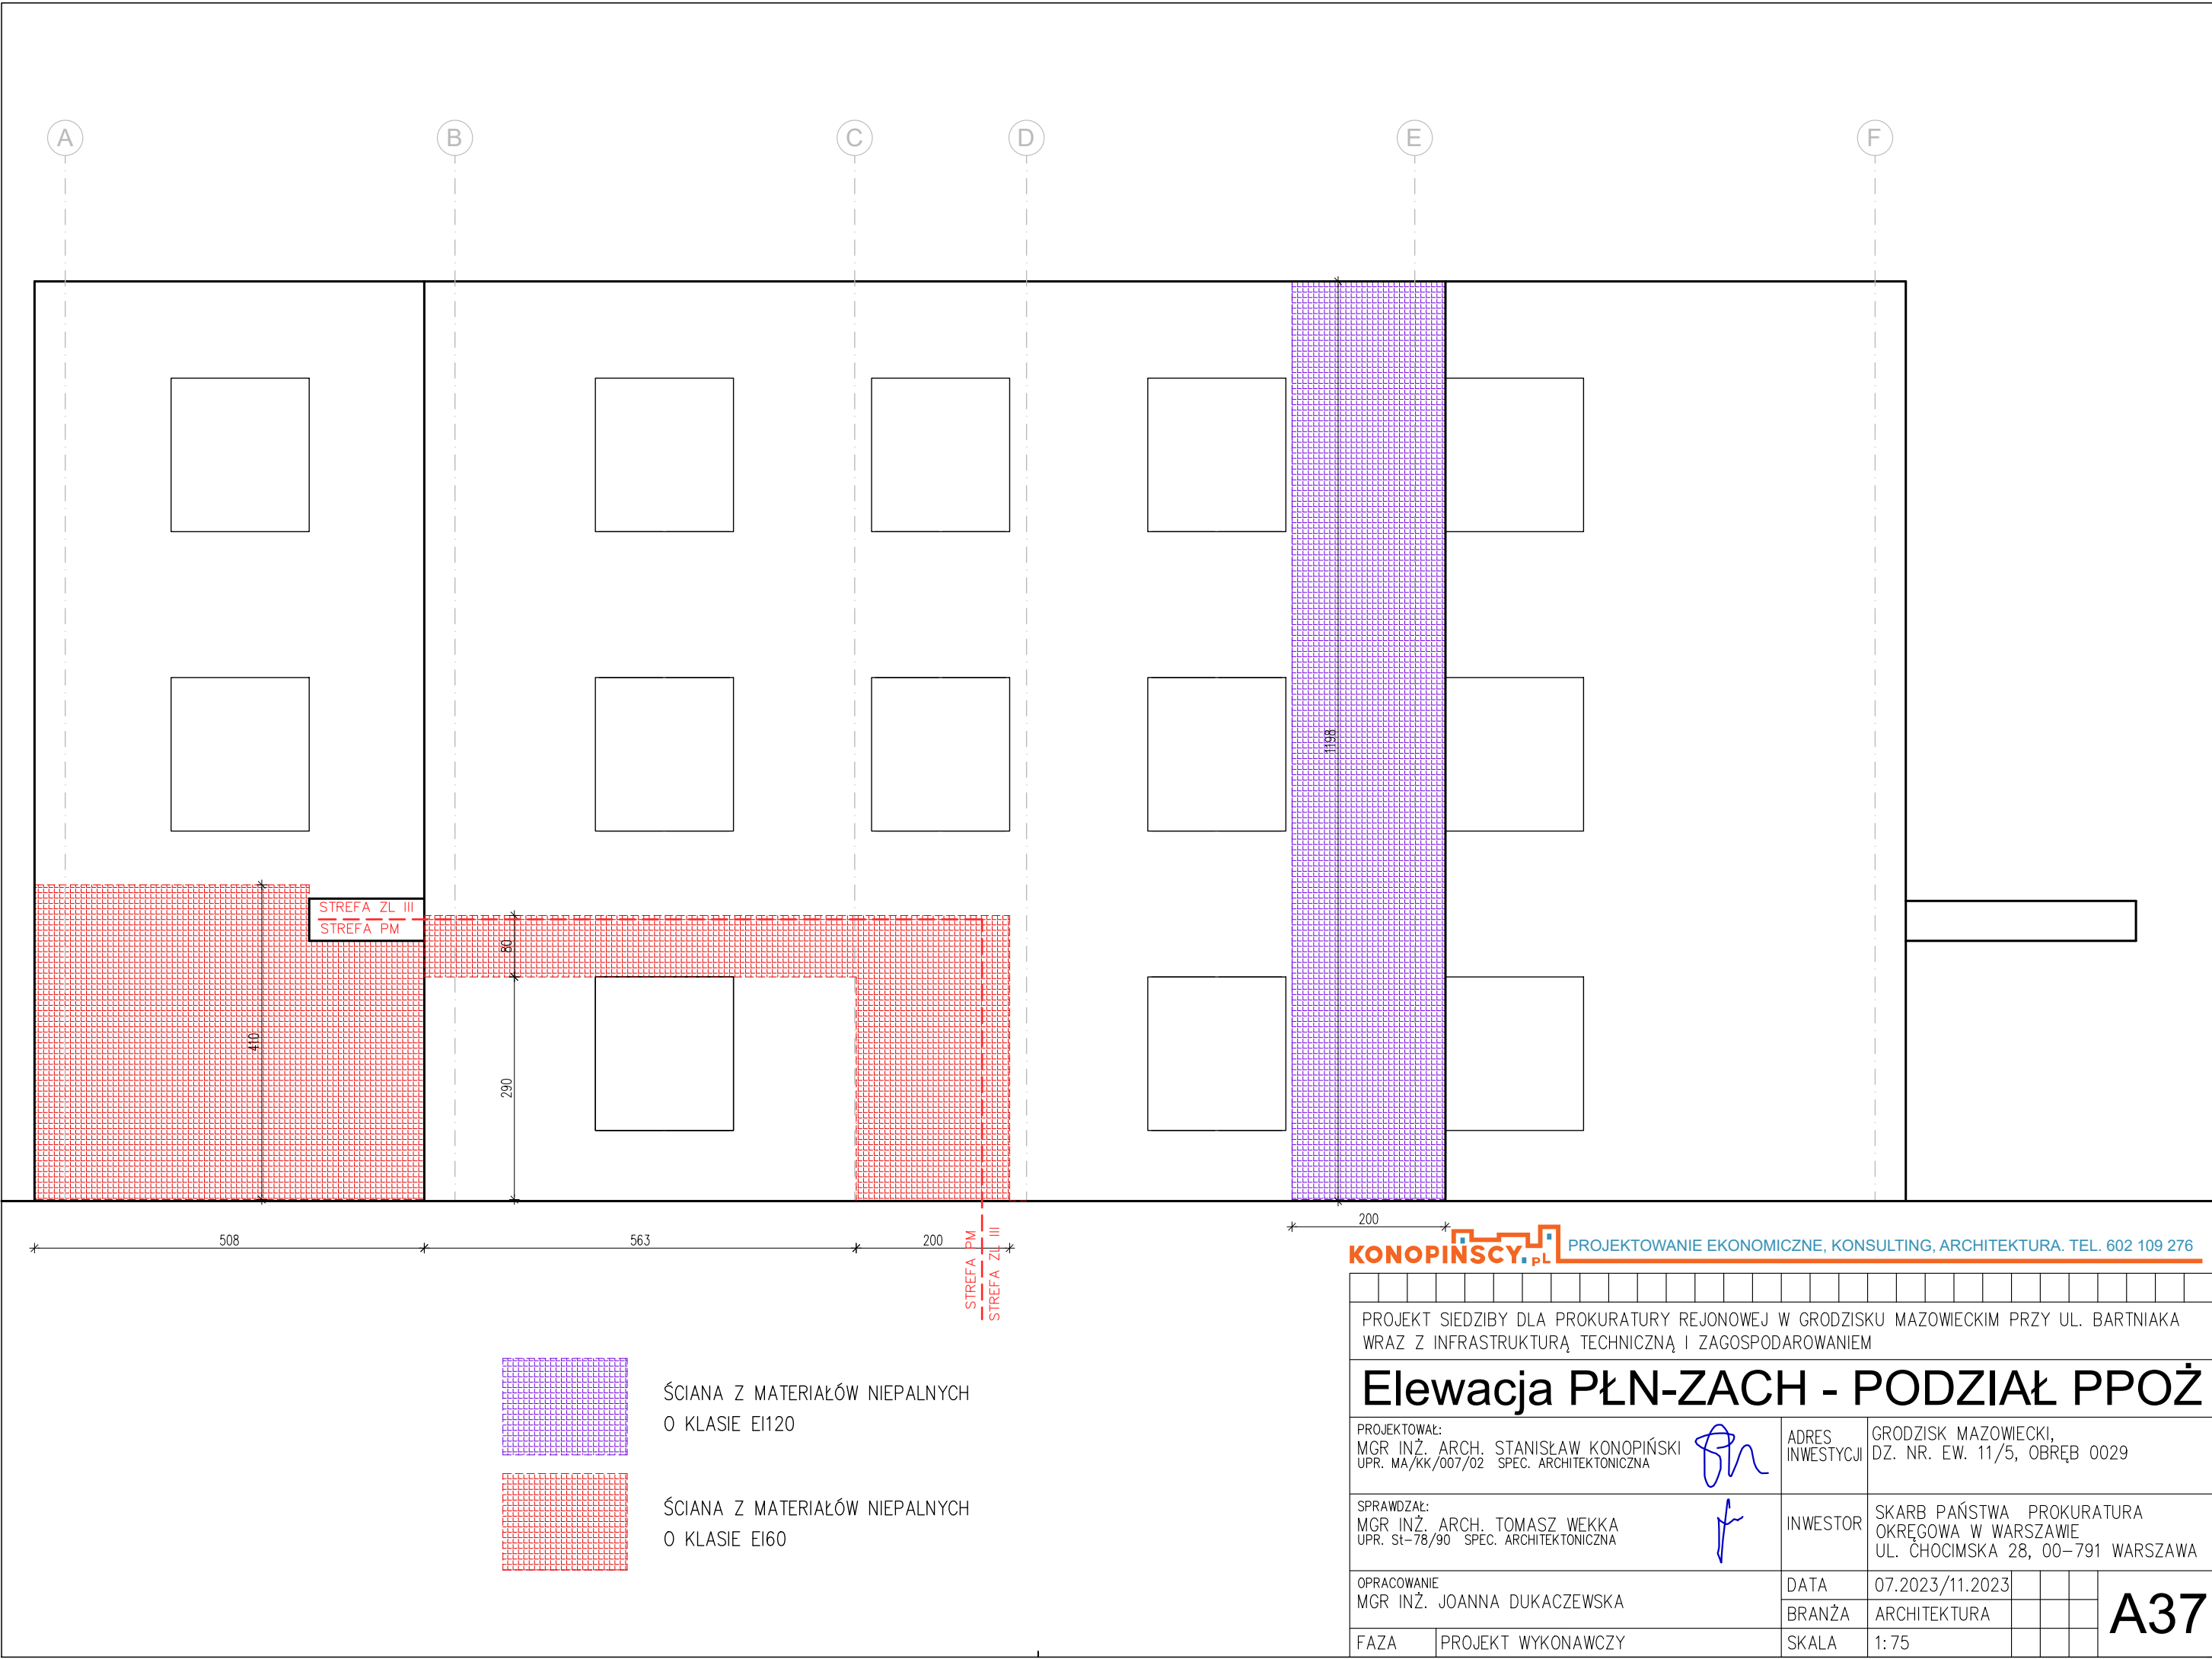 A
B
C
D
E
F
STREFA ZL III
STREFA PM
80
410
290
1198
508
563
200
200
STREFA PM
STREFA ZL III
ŚCIANA Z MATERIAŁÓW NIEPALNYCH
O KLASIE EI120
ŚCIANA Z MATERIAŁÓW NIEPALNYCH
O KLASIE EI60
KONOPIŃSCY.PL PROJEKTOWANIE EKONOMICZNE, KONSULTING, ARCHITEKTURA. TEL. 602 109 276
PROJEKT SIEDZIBY DLA PROKURATURY REJONOWEJ W GRODZISKU MAZOWIECKIM PRZY UL. BARTNIAKA
WRAZ Z INFRASTRUKTURĄ TECHNICZNĄ I ZAGOSPODAROWANIEM
Elewacja PŁN-ZACH - PODZIAŁ PPOŻ
PROJEKTOWAŁ:
MGR INŻ. ARCH. STANISŁAW KONOPIŃSKI
UPR. MA/KK/007/02 SPEC. ARCHITEKTONICZNA
ADRES
INWESTYCJI
GRODZISK MAZOWIECKI,
DZ. NR. EW. 11/5, OBRĘB 0029
SPRAWDZAŁ:
MGR INŻ. ARCH. TOMASZ WEKKA
UPR. St-78/90 SPEC. ARCHITEKTONICZNA
INWESTOR
SKARB PAŃSTWA PROKURATURA
OKRĘGOWA W WARSZAWIE
UL. CHOCIMSKA 28, 00-791 WARSZAWA
OPRACOWANIE
MGR INŻ. JOANNA DUKACZEWSKA
DATA 07.2023/11.2023
BRANŻA ARCHITEKTURA
FAZA PROJEKT WYKONAWCZY
SKALA 1:75
A37